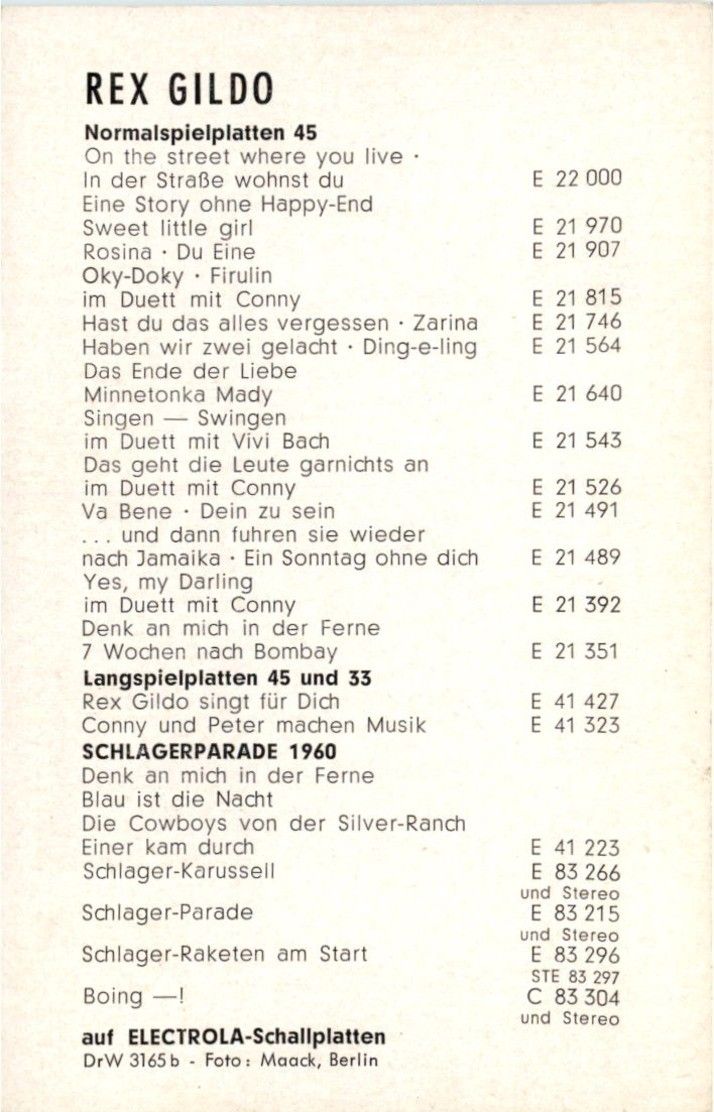 REX GILDO
Normalspielplatten 45
On the street where you live ·
In der Straße wohnst du E 22 000
Eine Story ohne Happy-End
Sweet little girl E 21 970
Rosina · Du Eine E 21 907
Oky-Doky · Firulin
im Duett mit Conny E 21 815
Hast du das alles vergessen · Zarina E 21 746
Haben wir zwei gelacht · Ding-e-ling E 21 564
Das Ende der Liebe
Minnetonka Mady E 21 640
Singen — Swingen
im Duett mit Vivi Bach E 21 543
Das geht die Leute garnichts an
im Duett mit Conny E 21 526
Va Bene · Dein zu sein E 21 491
... und dann fuhren sie wieder
nach Jamaika · Ein Sonntag ohne dich E 21 489
Yes, my Darling
im Duett mit Conny E 21 392
Denk an mich in der Ferne
7 Wochen nach Bombay E 21 351
Langspielplatten 45 und 33
Rex Gildo singt für Dich E 41 427
Conny und Peter machen Musik E 41 323
SCHLAGERPARADE 1960
Denk an mich in der Ferne
Blau ist die Nacht
Die Cowboys von der Silver-Ranch
Einer kam durch E 41 223
Schlager-Karussell E 83 266
und Stereo
Schlager-Parade E 83 215
und Stereo
Schlager-Raketen am Start E 83 296
STE 83 297
Boing —! C 83 304
und Stereo
auf ELECTROLA-Schallplatten
DrW 3165 b - Foto: Maack, Berlin